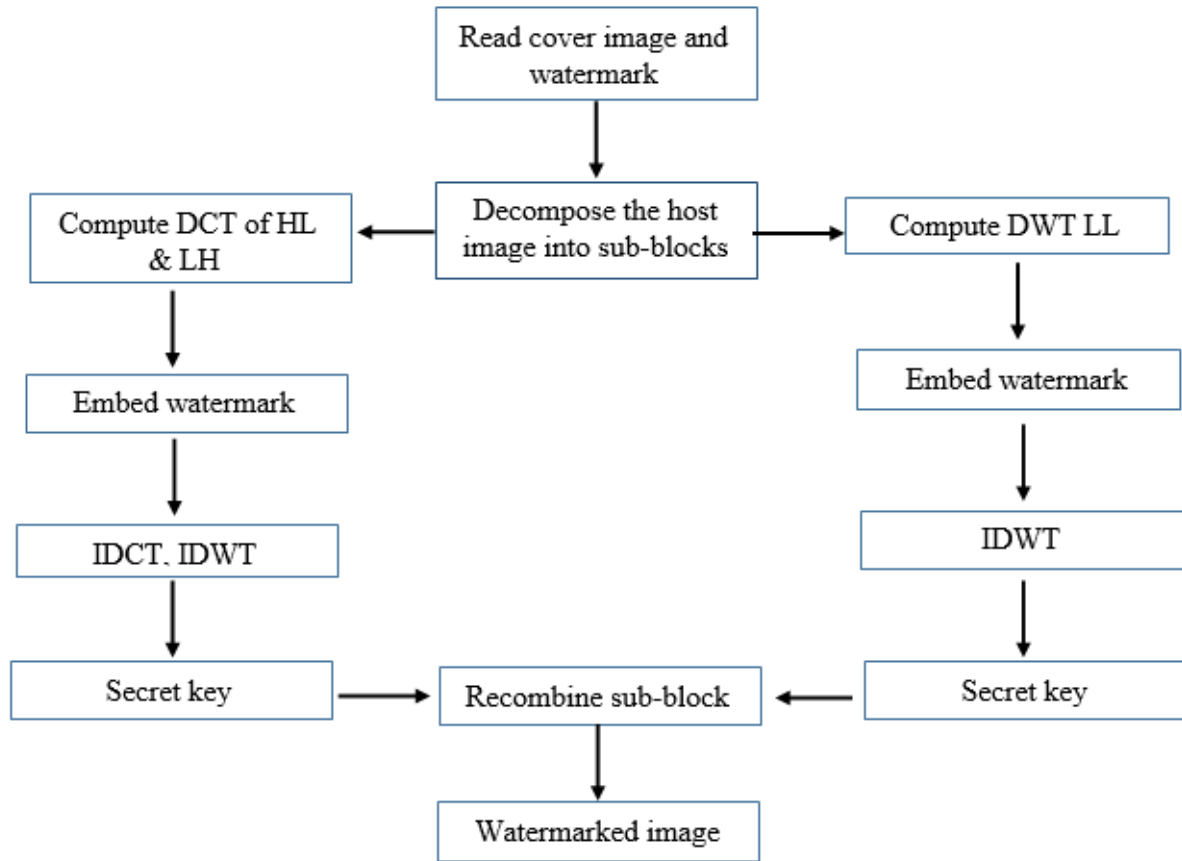 Read cover image and
watermark
Compute DCT of HL
& LH
Decompose the host
image into sub-blocks
Compute DWT LL
Embed watermark
Embed watermark
IDCT, IDWT
IDWT
Secret key
Recombine sub-block
Secret key
Watermarked image